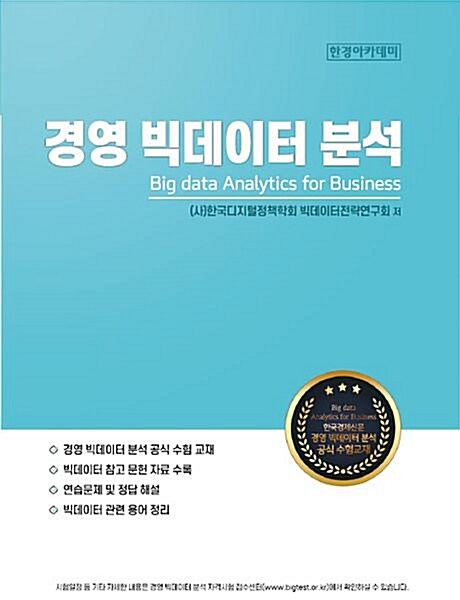 한경아카데미
경영 빅데이터 분석
Big data Analytics for Business
(사)한국디지털정책학회 빅데이터전략연구회 저
Big data
Analytics for Business
한국경제신문
경영 빅데이터 분석
공식 수험교재
경영 빅데이터 분석 공식 수험 교재
빅데이터 참고 문헌 자료 수록
연습문제 및 정답 해설
빅데이터 관련 용어 정리
시험일정 등 기타 자세한 내용은 경영 빅데이터 분석 자격시험 접수센터(www.bigtest.or.kr)에서 확인하실 수 있습니다.